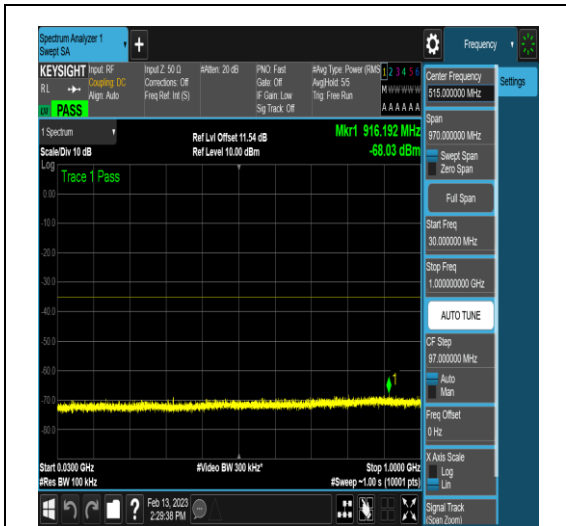 Spectrum Analyzer 1
Swept SA
+
Frequency
KEYSIGHT
Input: RF
Coupling: DC
Align: Auto
Input Z: 50 Ω
Corrections: Off
Freq Ref: Int (S)
#Atten: 20 dB
PNO: Fast
Gate: Off
IF Gain: Low
Sig Track: Off
#Avg Type: Power (RMS
Avg|Hold: 5/5
Trig: Free Run
1 2 3 4 5 6
M W W W W W
A A A A A A
RL
PASS
1 Spectrum
Scale/Div 10 dB
Ref Lvl Offset 11.54 dB
Ref Level 10.00 dBm
Mkr1 916.192 MHz
-68.03 dBm
Log
Trace 1 Pass
0.00
-10.0
-20.0
-30.0
-40.0
-50.0
-60.0
-70.0
-80.0
1
Start 0.0300 GHz
#Res BW 100 kHz
#Video BW 300 kHz*
Stop 1.0000 GHz
#Sweep ~1.00 s (10001 pts)
Center Frequency
515.000000 MHz
Settings
Span
970.000000 MHz
Swept Span
Zero Span
Full Span
Start Freq
30.000000 MHz
Stop Freq
1.000000000 GHz
AUTO TUNE
CF Step
97.000000 MHz
Auto
Man
Freq Offset
0 Hz
X Axis Scale
Log
Lin
Signal Track
(Span Zoom)
?
Feb 13, 2023
2:29:38 PM